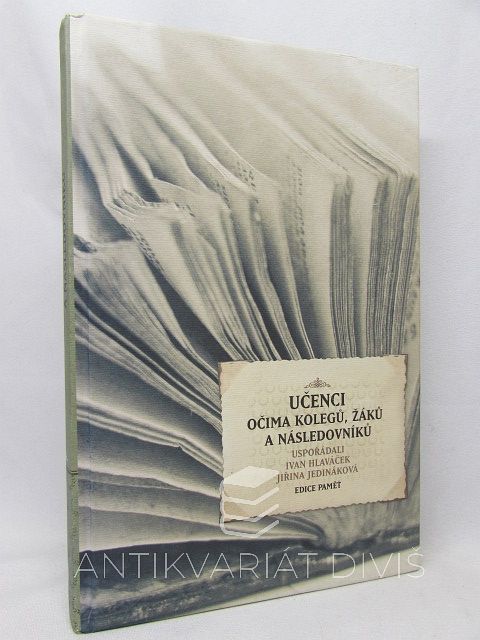 UČENCI
OČIMA KOLEGŮ, ŽÁKŮ
A NÁSLEDOVNÍKŮ
USPOŘÁDALI
IVAN HLAVÁČEK
JIŘINA JEDINÁKOVÁ
EDICE PAMĚŤ
ANTIKVARIÁT DIVIŠ